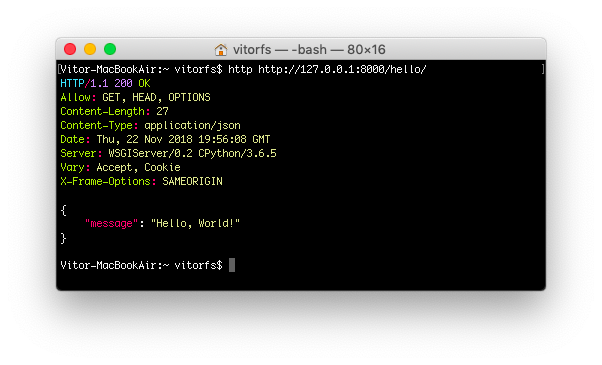 vitorfs — -bash — 80×16
[Vitor-MacBookAir:~ vitorfs$ http http://127.0.0.1:8000/hello/ ]
HTTP/1.1 200 OK
Allow: GET, HEAD, OPTIONS
Content-Length: 27
Content-Type: application/json
Date: Thu, 22 Nov 2018 19:56:08 GMT
Server: WSGIServer/0.2 CPython/3.6.5
Vary: Accept, Cookie
X-Frame-Options: SAMEORIGIN
{
    "message": "Hello, World!"
}
Vitor-MacBookAir:~ vitorfs$